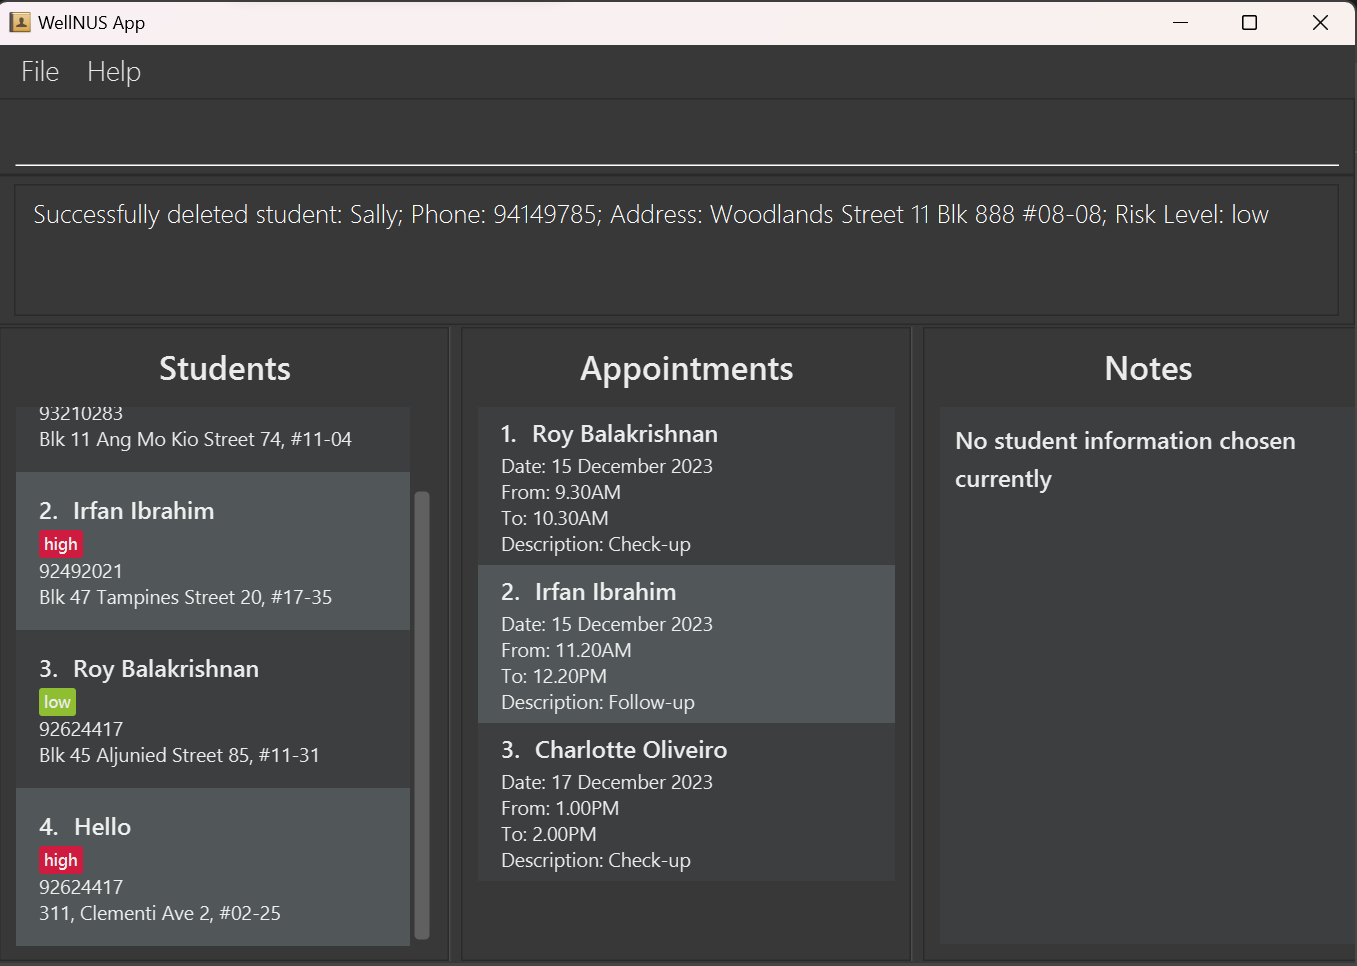 WellNUS App
File Help
Successfully deleted student: Sally; Phone: 94149785; Address: Woodlands Street 11 Blk 888 #08-08; Risk Level: low
Students
93210283
Blk 11 Ang Mo Kio Street 74, #11-04
2. Irfan Ibrahim
high
92492021
Blk 47 Tampines Street 20, #17-35
3. Roy Balakrishnan
low
92624417
Blk 45 Aljunied Street 85, #11-31
4. Hello
high
92624417
311, Clementi Ave 2, #02-25
Appointments
1. Roy Balakrishnan
Date: 15 December 2023
From: 9.30AM
To: 10.30AM
Description: Check-up
2. Irfan Ibrahim
Date: 15 December 2023
From: 11.20AM
To: 12.20PM
Description: Follow-up
3. Charlotte Oliveiro
Date: 17 December 2023
From: 1.00PM
To: 2.00PM
Description: Check-up
Notes
No student information chosen
currently